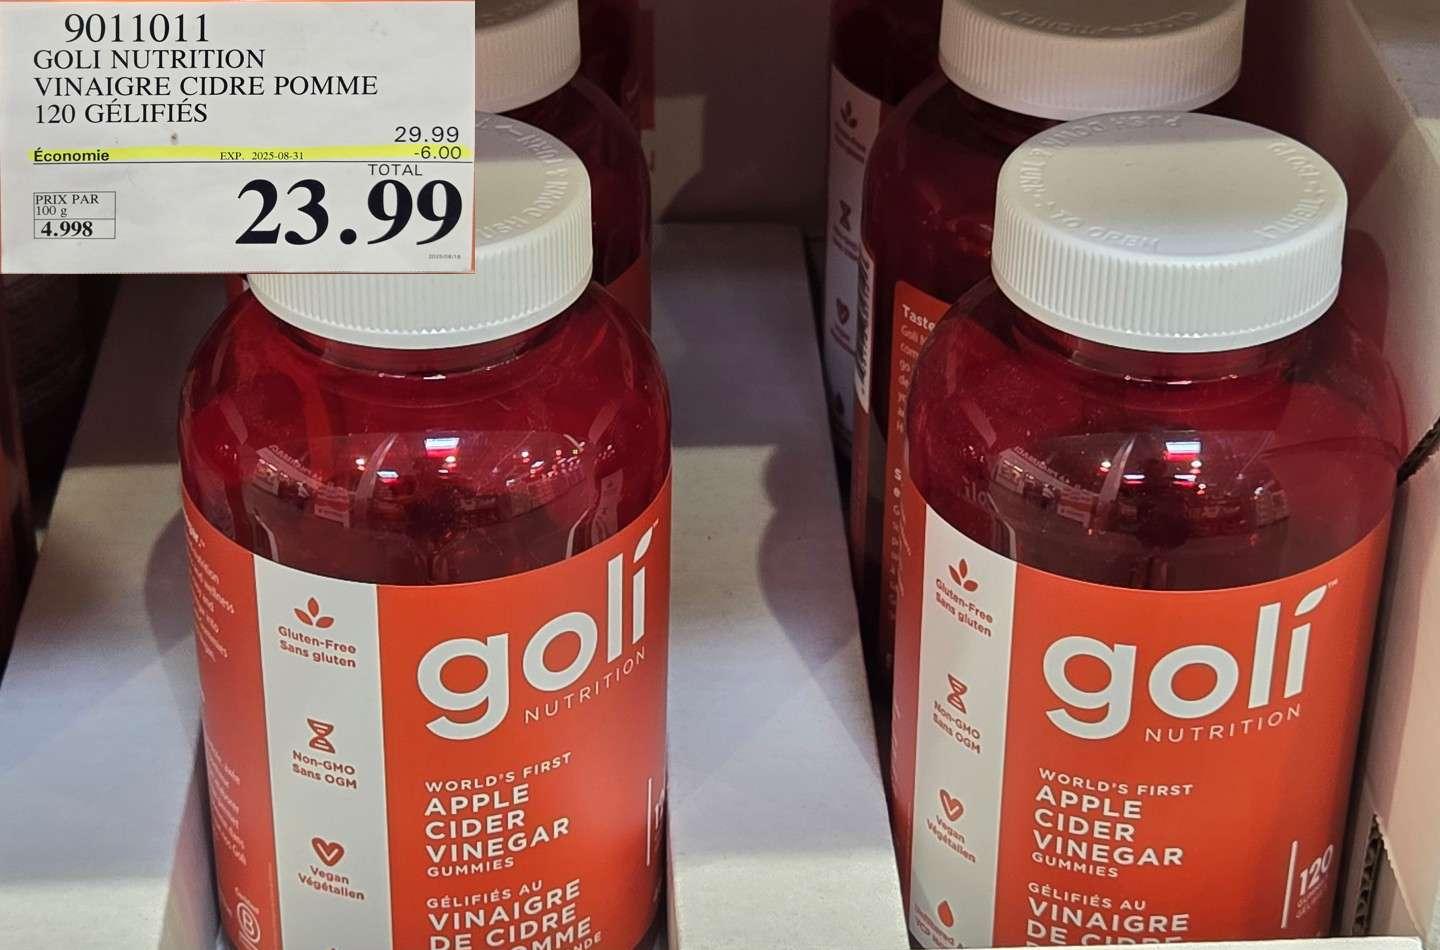 9011011
GOLI NUTRITION
VINAIGRE CIDRE POMME
120 GÉLIFIÉS
29.99
Économie EXP. 2025-08-31 -6.00
TOTAL
23.99
PRIX PAR
100 g
4.998
Gluten-Free
Sans gluten
Non-GMO
Sans OGM
Vegan
Végétalien
goli
NUTRITION
WORLD'S FIRST
APPLE
CIDER
VINEGAR
GUMMIES
GÉLIFIÉS AU
VINAIGRE
DE CIDRE
Taste
Gluten-Free
Sans gluten
Non-GMO
Sans OGM
Vegan
Végétalien
goli™
NUTRITION
WORLD'S FIRST
APPLE
CIDER
VINEGAR
GUMMIES
120
GÉLIFIÉS AU
VINAIGRE
DE CIDRE